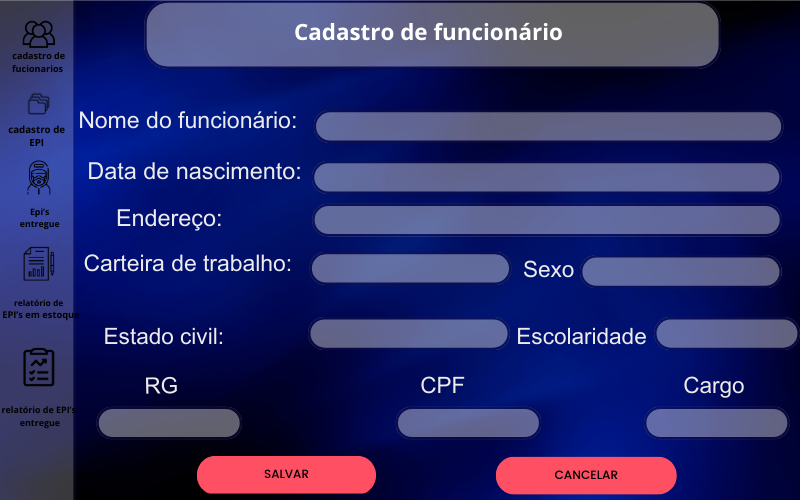 Cadastro de funcionário
cadastro de
fucionarios
cadastro de
EPI
Epi's
entregue
relatório de
EPI's em estoque
relatório de EPI's
entregue
Nome do funcionário:
Data de nascimento:
Endereço:
Carteira de trabalho:
Sexo
Estado civil:
Escolaridade
RG
CPF
Cargo
SALVAR
CANCELAR